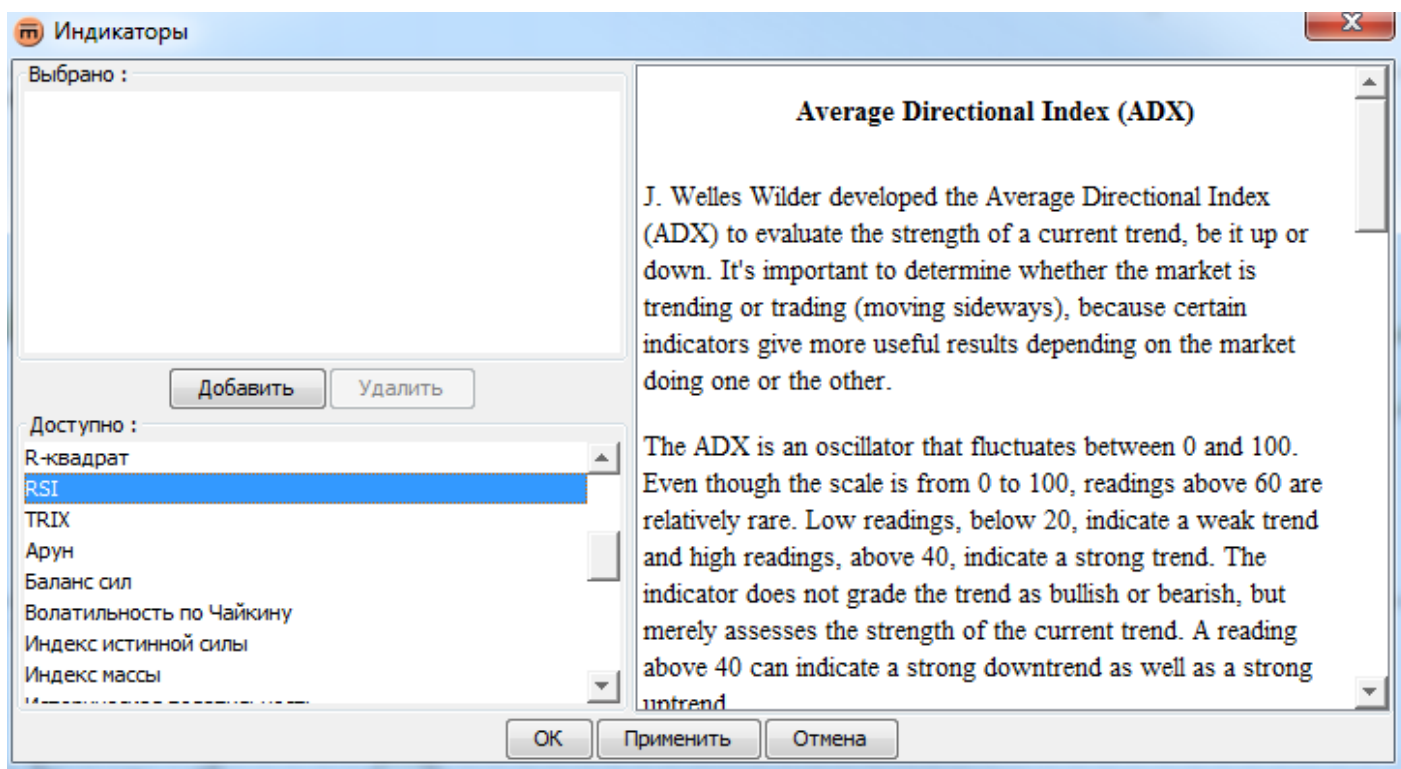 Индикаторы
Выбрано :
Добавить
Удалить
Доступно :
R-квадрат
RSI
TRIX
Арун
Баланс сил
Волатильность по Чайкину
Индекс истинной силы
Индекс массы
Average Directional Index (ADX)
J. Welles Wilder developed the Average Directional Index
(ADX) to evaluate the strength of a current trend, be it up or
down. It's important to determine whether the market is
trending or trading (moving sideways), because certain
indicators give more useful results depending on the market
doing one or the other.
The ADX is an oscillator that fluctuates between 0 and 100.
Even though the scale is from 0 to 100, readings above 60 are
relatively rare. Low readings, below 20, indicate a weak trend
and high readings, above 40, indicate a strong trend. The
indicator does not grade the trend as bullish or bearish, but
merely assesses the strength of the current trend. A reading
above 40 can indicate a strong downtrend as well as a strong
uptrend
OK
Применить
Отмена